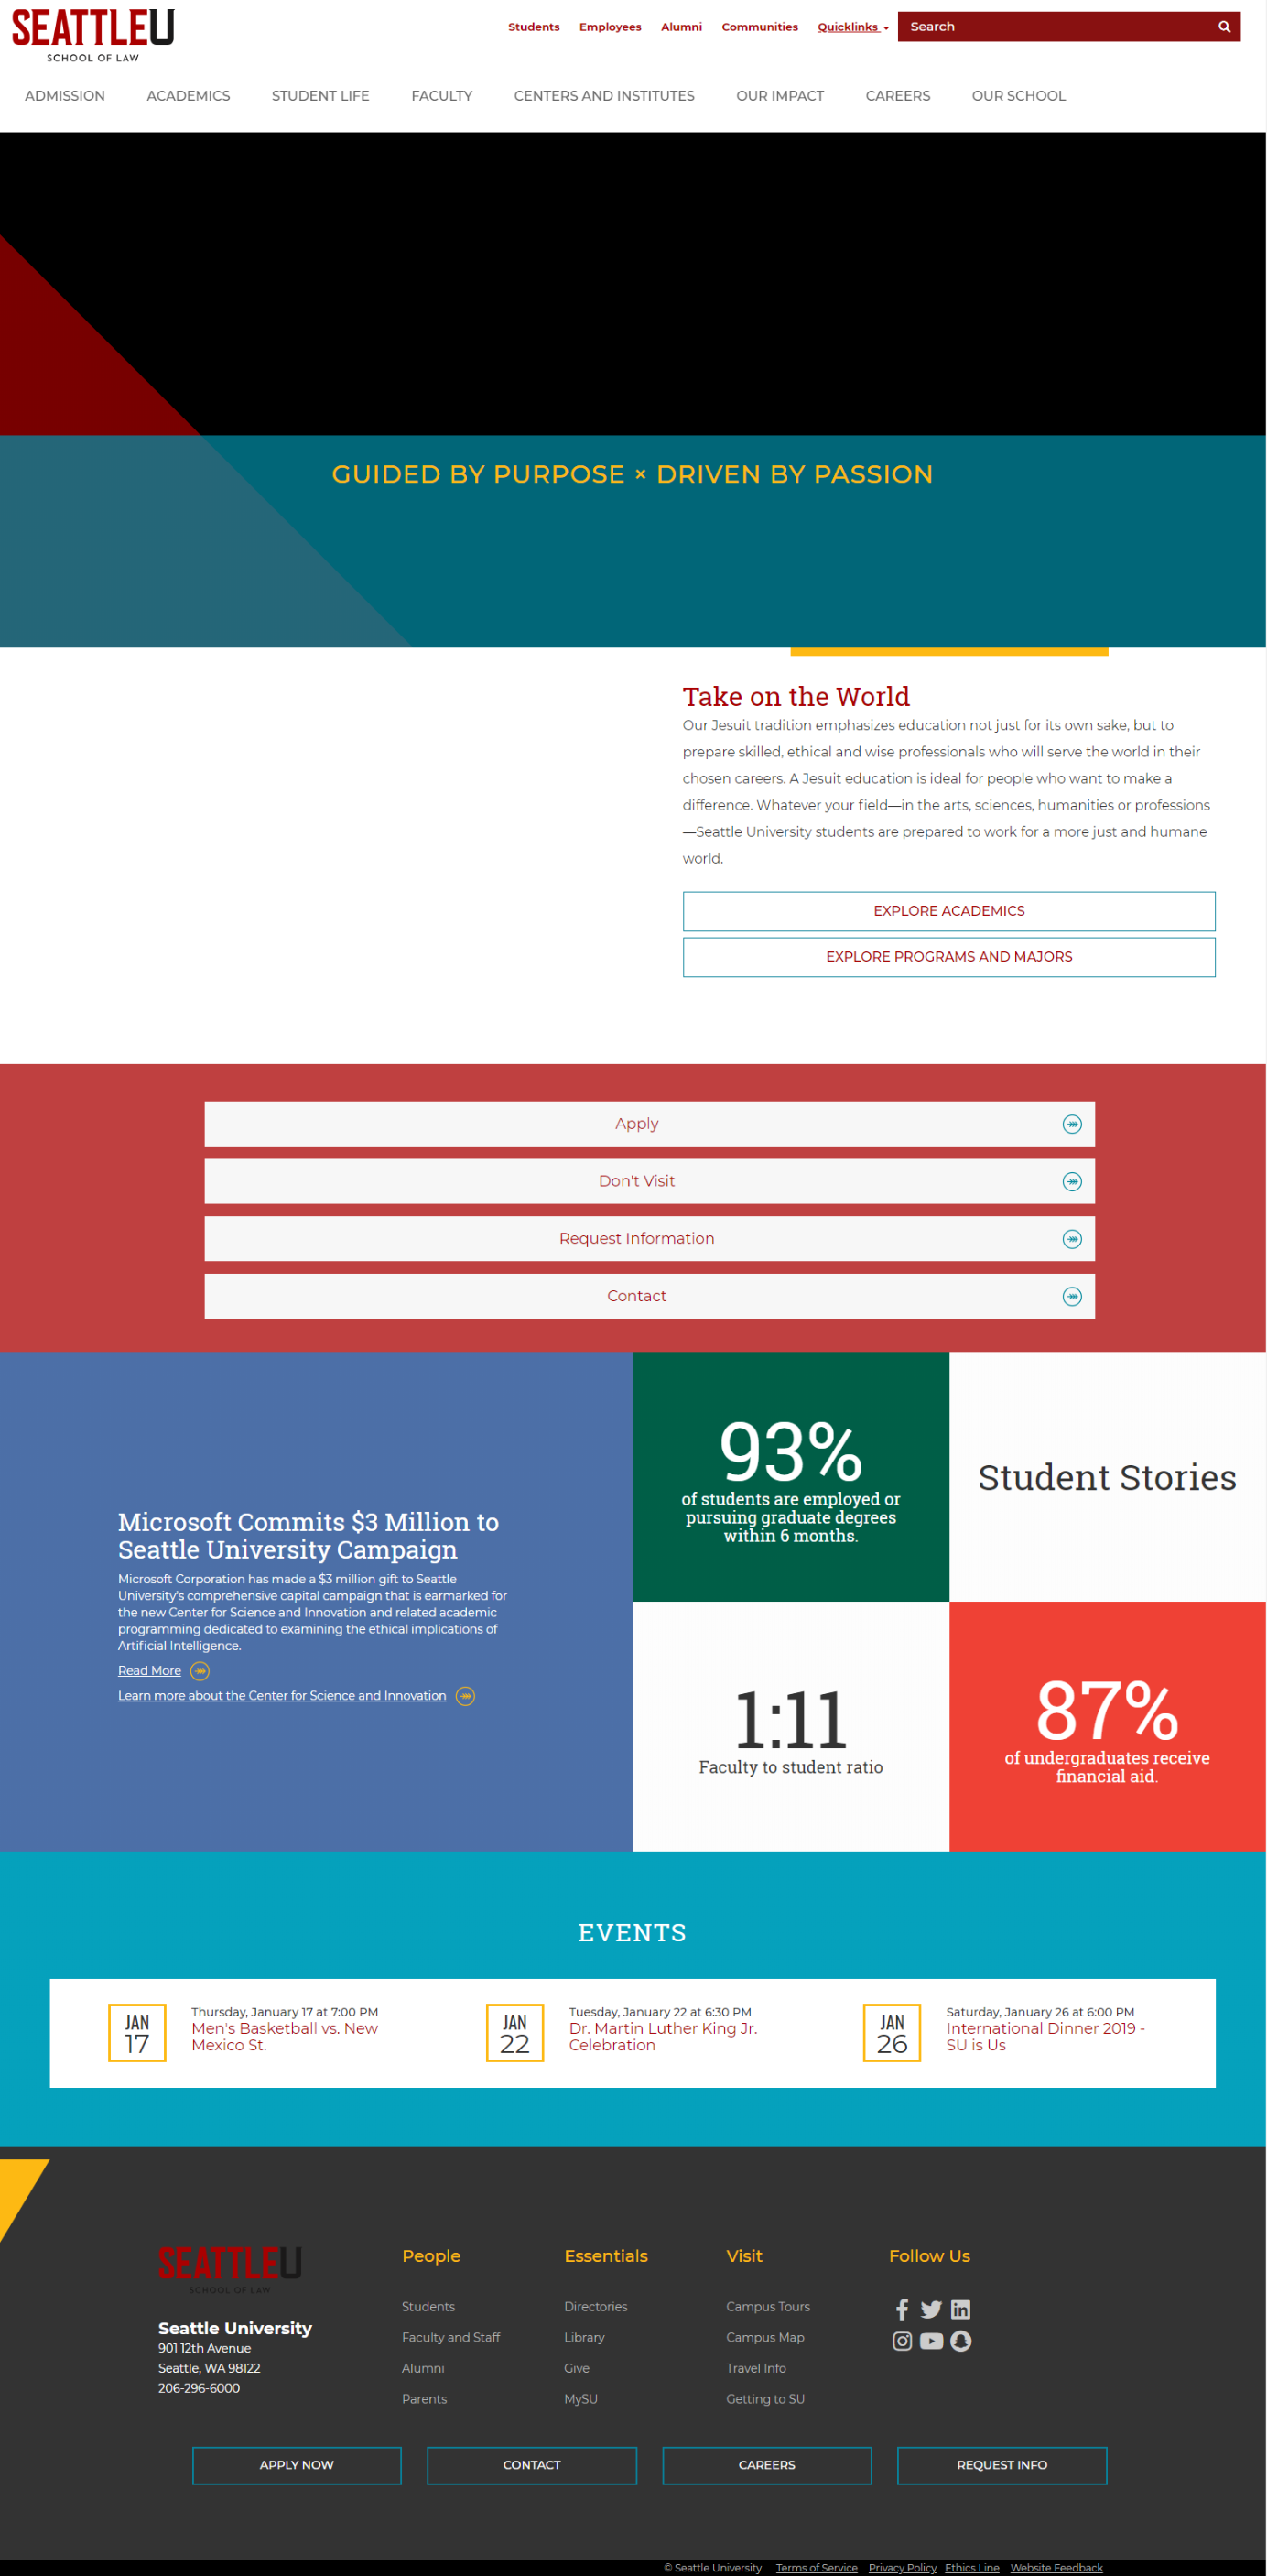 SEATTLEU
SCHOOL OF LAW
Students Employees Alumni Communities Quicklinks Search
ADMISSION ACADEMICS STUDENT LIFE FACULTY CENTERS AND INSTITUTES OUR IMPACT CAREERS OUR SCHOOL
GUIDED BY PURPOSE × DRIVEN BY PASSION
Take on the World
Our Jesuit tradition emphasizes education not just for its own sake, but to
prepare skilled, ethical and wise professionals who will serve the world in their
chosen careers. A Jesuit education is ideal for people who want to make a
difference. Whatever your field—in the arts, sciences, humanities or professions
—Seattle University students are prepared to work for a more just and humane
world.
EXPLORE ACADEMICS
EXPLORE PROGRAMS AND MAJORS
Apply
Don't Visit
Request Information
Contact
Microsoft Commits $3 Million to
Seattle University Campaign
Microsoft Corporation has made a $3 million gift to Seattle
University's comprehensive capital campaign that is earmarked for
the new Center for Science and Innovation and related academic
programming dedicated to examining the ethical implications of
Artificial Intelligence.
Read More
Learn more about the Center for Science and Innovation
93%
of students are employed or
pursuing graduate degrees
within 6 months.
Student Stories
1:11
Faculty to student ratio
87%
of undergraduates receive
financial aid.
EVENTS
JAN
17
Thursday, January 17 at 7:00 PM
Men's Basketball vs. New
Mexico St.
JAN
22
Tuesday, January 22 at 6:30 PM
Dr. Martin Luther King Jr.
Celebration
JAN
26
Saturday, January 26 at 6:00 PM
International Dinner 2019 -
SU is Us
SEATTLEU
SCHOOL OF LAW
Seattle University
901 12th Avenue
Seattle, WA 98122
206-296-6000
People
Students
Faculty and Staff
Alumni
Parents
Essentials
Directories
Library
Give
MySU
Visit
Campus Tours
Campus Map
Travel Info
Getting to SU
Follow Us
APPLY NOW CONTACT CAREERS REQUEST INFO
© Seattle University Terms of Service Privacy Policy Ethics Line Website Feedback